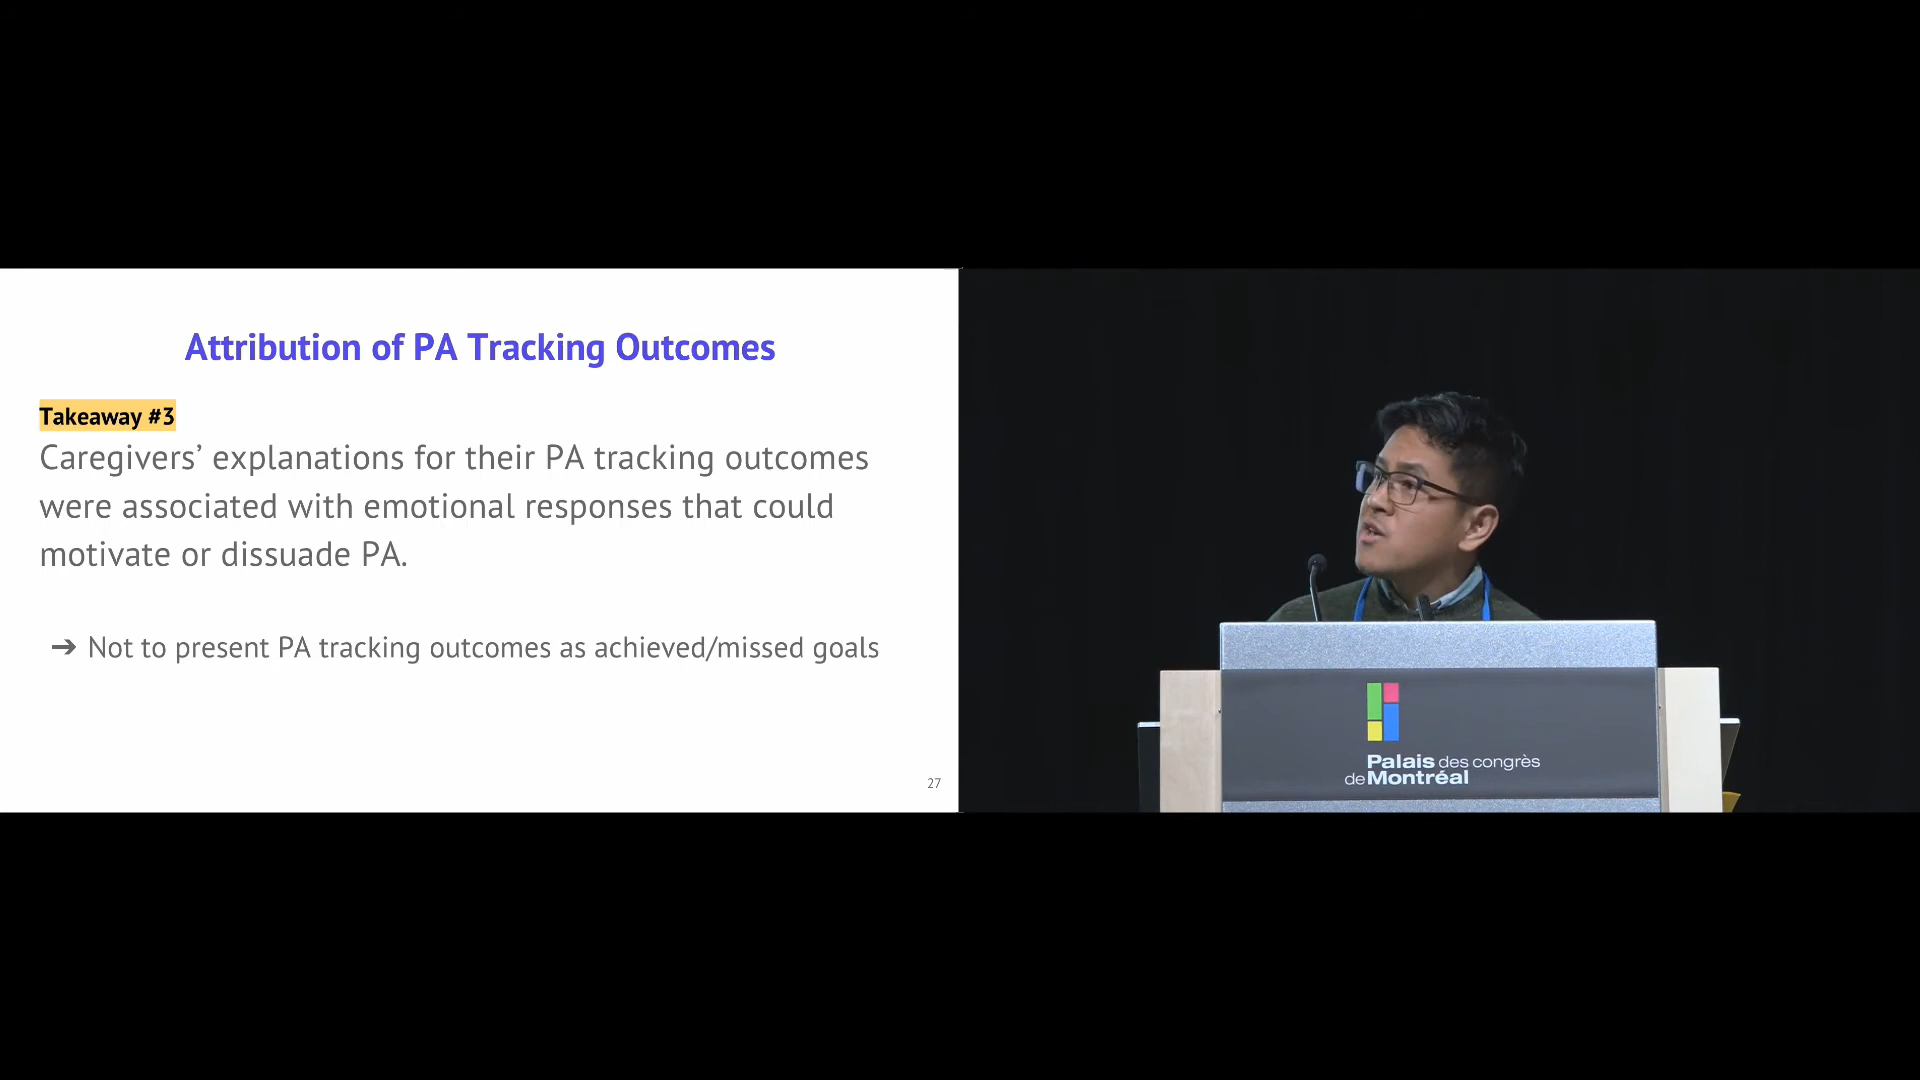 Attribution of PA Tracking Outcomes
Takeaway #3
Caregivers’ explanations for their PA tracking outcomes
were associated with emotional responses that could
motivate or dissuade PA.
➔ Not to present PA tracking outcomes as achieved/missed goals
27
Palais des congrès
de Montréal